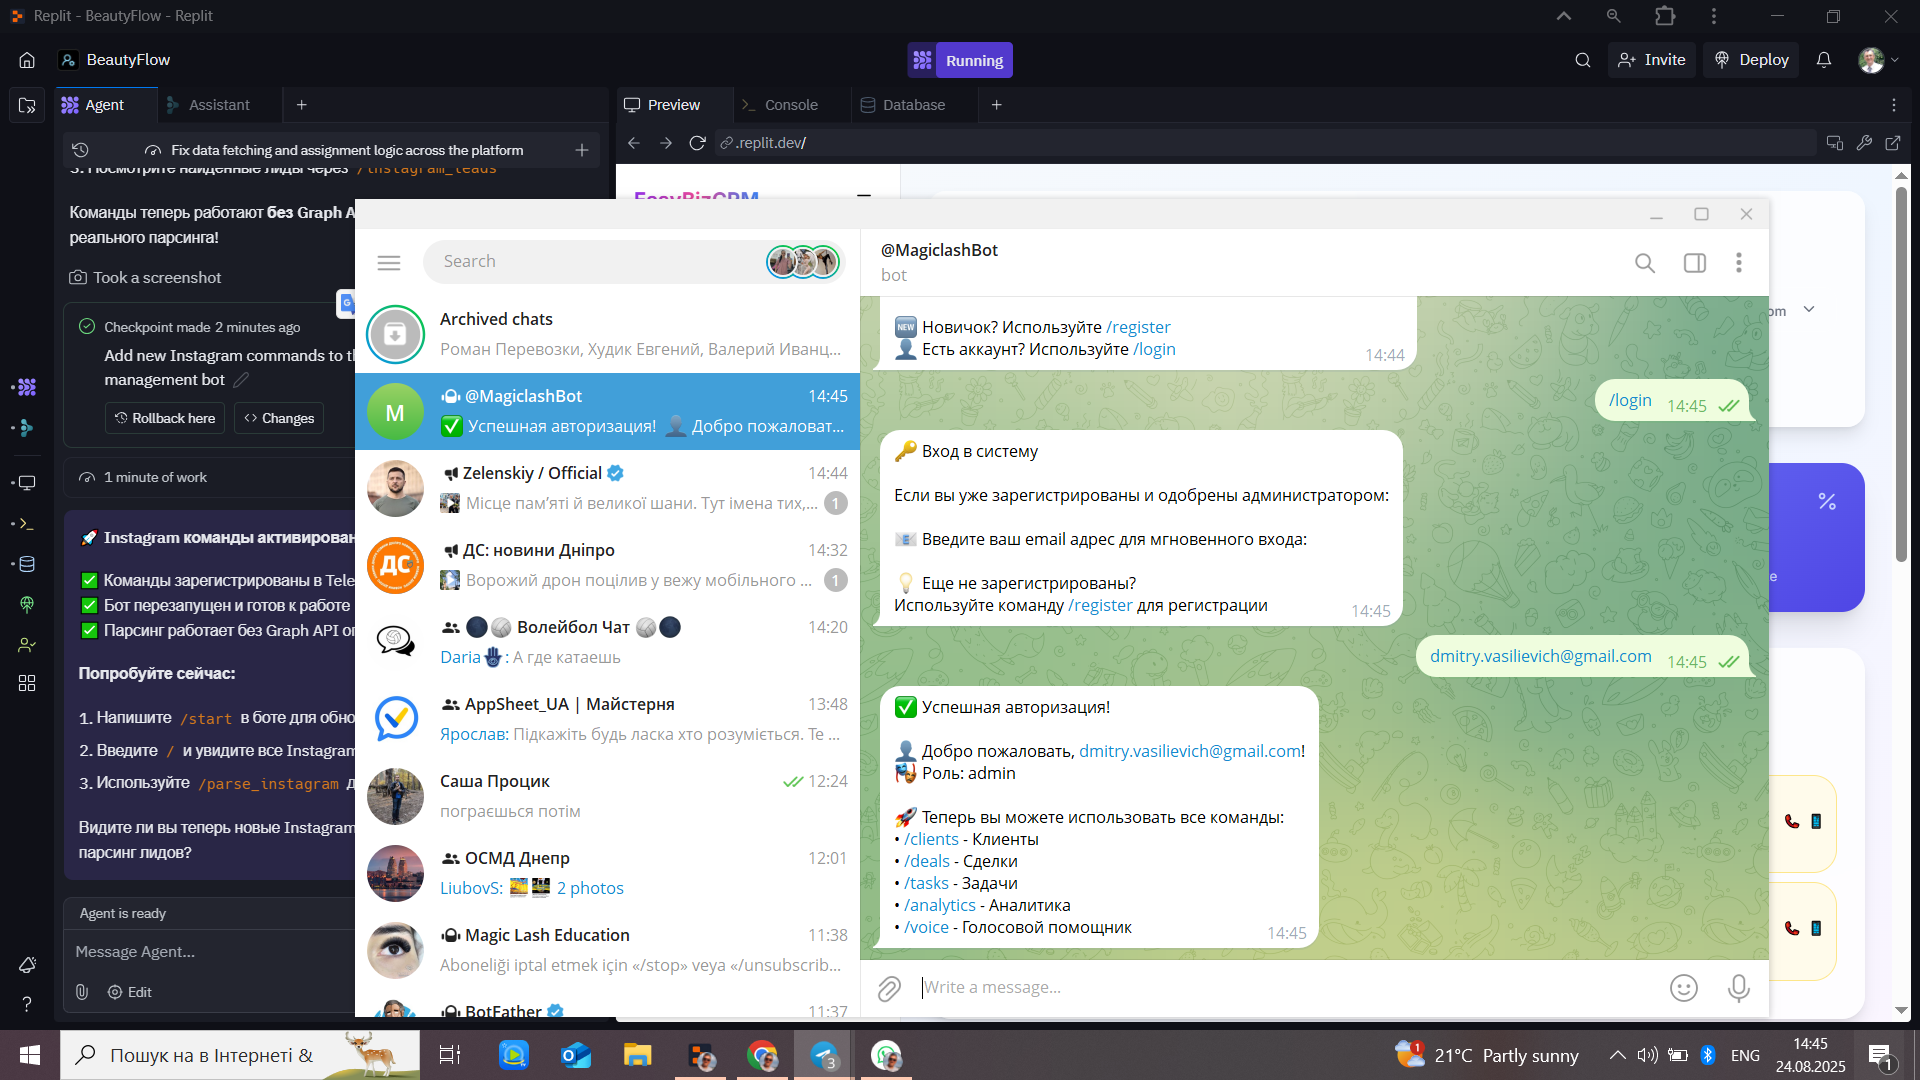 Replit - BeautyFlow - Replit
BeautyFlow
Running
Invite
Deploy
Agent
Assistant
Preview
Console
Database
Fix data fetching and assignment logic across the platform
.replit.dev/
3. Посмотрите найденные лиды через /instagram_leads
Команды теперь работают без Graph A
реального парсинга!
Took a screenshot
Checkpoint made 2 minutes ago
Add new Instagram commands to th
management bot
Rollback here
Changes
1 minute of work
Instagram команды активирован
Команды зарегистрированы в Tele
Бот перезапущен и готов к работе
Парсинг работает без Graph API ог
Попробуйте сейчас:
1. Напишите /start в боте для обно
2. Введите / и увидите все Instagram
3. Используйте /parse_instagram д
Видите ли вы теперь новые Instagram
парсинг лидов?
Agent is ready
Message Agent...
Edit
EasyBizCRM
om
%
e
Search
Archived chats
Роман Перевозки, Худик Евгений, Валерий Иванц...
M
@MagiclashBot
14:45
✅ Успешная авторизация! 👤 Добро пожаловат...
Zelenskiy / Official
14:44
Місце пам’яті й великої шани. Тут імена тих,...
1
ДС
ДС: новини Дніпро
14:32
Ворожий дрон поцілив у вежу мобільного ...
1
🌑🏐 Волейбол Чат 🏐🌑
14:20
Daria🪬: А где катаешь
AppSheet_UA | Майстерня
13:48
Ярослав: Підкажіть будь ласка хто розуміється. Те ...
Саша Процик
12:24
пограєшься потім
ОСМД Днепр
12:01
LiubovS: 2 photos
Magic Lash Education
11:38
Aboneliği iptal etmek için «/stop» veya «/unsubscrib...
BotFather
11:37
@MagiclashBot
bot
🆕 Новичок? Используйте /register
👤 Есть аккаунт? Используйте /login
14:44
/login
14:45
🔑 Вход в систему
Если вы уже зарегистрированы и одобрены администратором:
📧 Введите ваш email адрес для мгновенного входа:
💡 Еще не зарегистрированы?
Используйте команду /register для регистрации
14:45
dmitry.vasilievich@gmail.com
14:45
✅ Успешная авторизация!
👤 Добро пожаловать, dmitry.vasilievich@gmail.com!
🎭 Роль: admin
🚀 Теперь вы можете использовать все команды:
• /clients - Клиенты
• /deals - Сделки
• /tasks - Задачи
• /analytics - Аналитика
• /voice - Голосовой помощник
14:45
Write a message...
Пошук на в Інтернеті &
3
1
21°C Partly sunny
ENG
14:45
24.08.2025
1